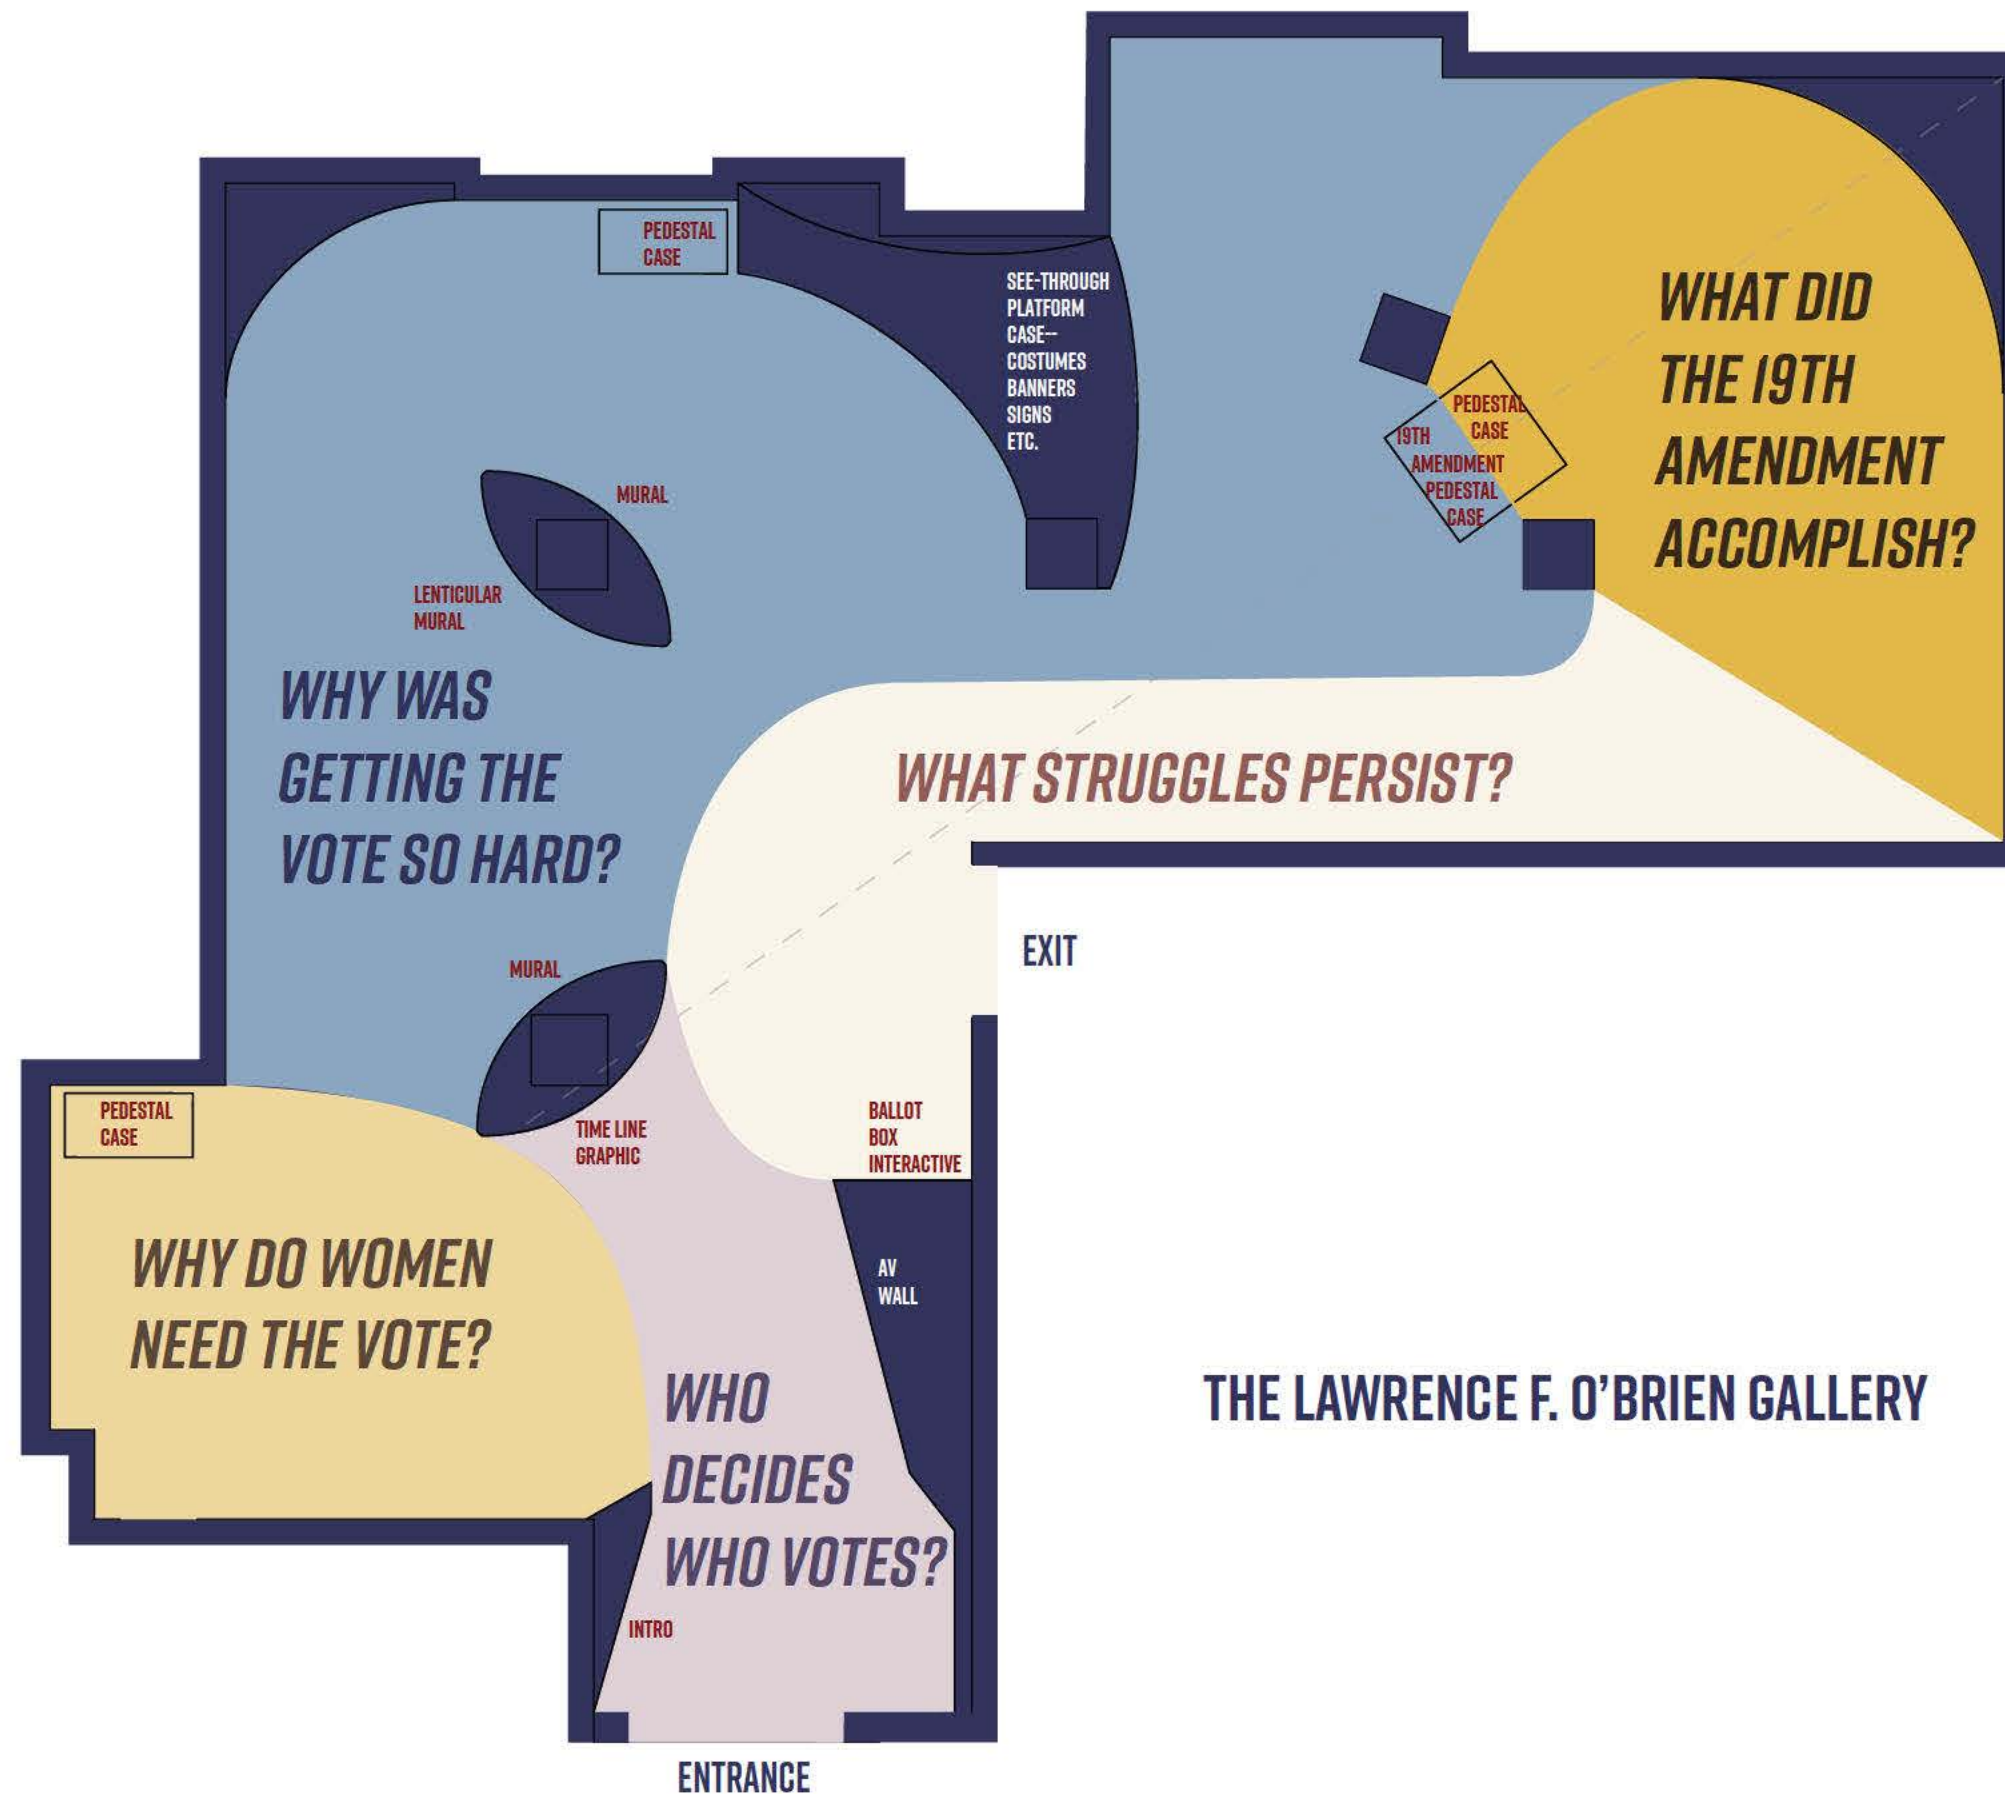 PEDESTAL
CASE
SEE-THROUGH
PLATFORM
CASE--
COSTUMES
BANNERS
SIGNS
ETC.
WHAT DID
THE 19TH
AMENDMENT
ACCOMPLISH?
PEDESTAL
CASE
19TH
AMENDMENT
PEDESTAL
CASE
MURAL
LENTICULAR
MURAL
WHY WAS
GETTING THE
VOTE SO HARD?
WHAT STRUGGLES PERSIST?
EXIT
MURAL
TIME LINE
GRAPHIC
BALLOT
BOX
INTERACTIVE
PEDESTAL
CASE
WHY DO WOMEN
NEED THE VOTE?
AV
WALL
WHO
DECIDES
WHO VOTES?
INTRO
THE LAWRENCE F. O’BRIEN GALLERY
ENTRANCE